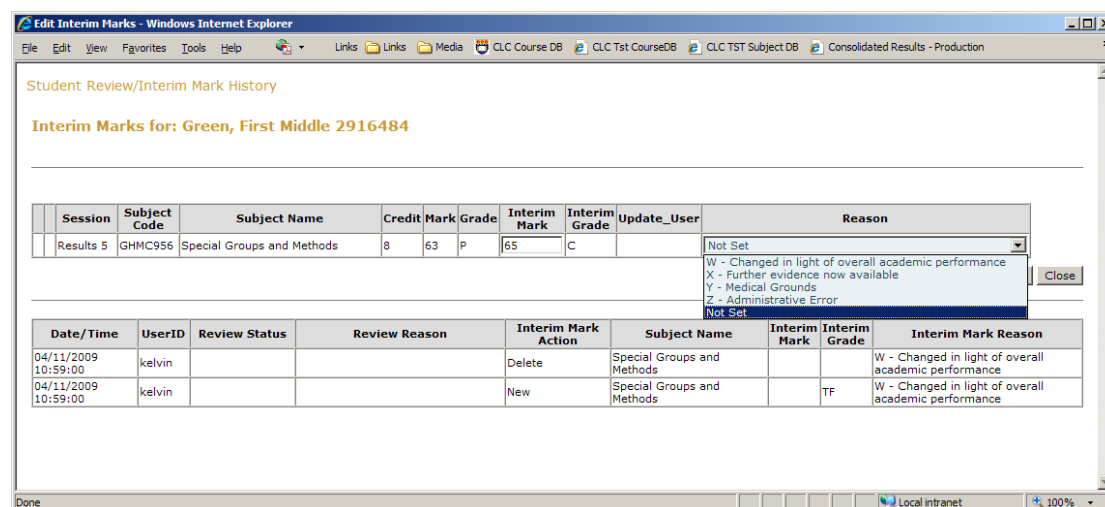 Edit Interim Marks - Windows Internet Explorer
File Edit View Favorites Tools Help Links Links Media CLC Course DB CLC Tst CourseDB CLC TST Subject DB Consolidated Results - Production
Student Review/Interim Mark History
Interim Marks for: Green, First Middle 2916484
Session Subject Code Subject Name Credit Mark Grade Interim Mark Interim Grade Update_User Reason
Results 5 GHMC956 Special Groups and Methods 8 63 P 65 C Not Set
W - Changed in light of overall academic performance
X - Further evidence now available
Y - Medical Grounds
Z - Administrative Error
Not Set
Close
Date/Time UserID Review Status Review Reason Interim Mark Action Subject Name Interim Mark Interim Grade Interim Mark Reason
04/11/2009 10:59:00 kelvin Delete Special Groups and Methods W - Changed in light of overall academic performance
04/11/2009 10:59:00 kelvin New Special Groups and Methods TF W - Changed in light of overall academic performance
Done Local intranet 100%